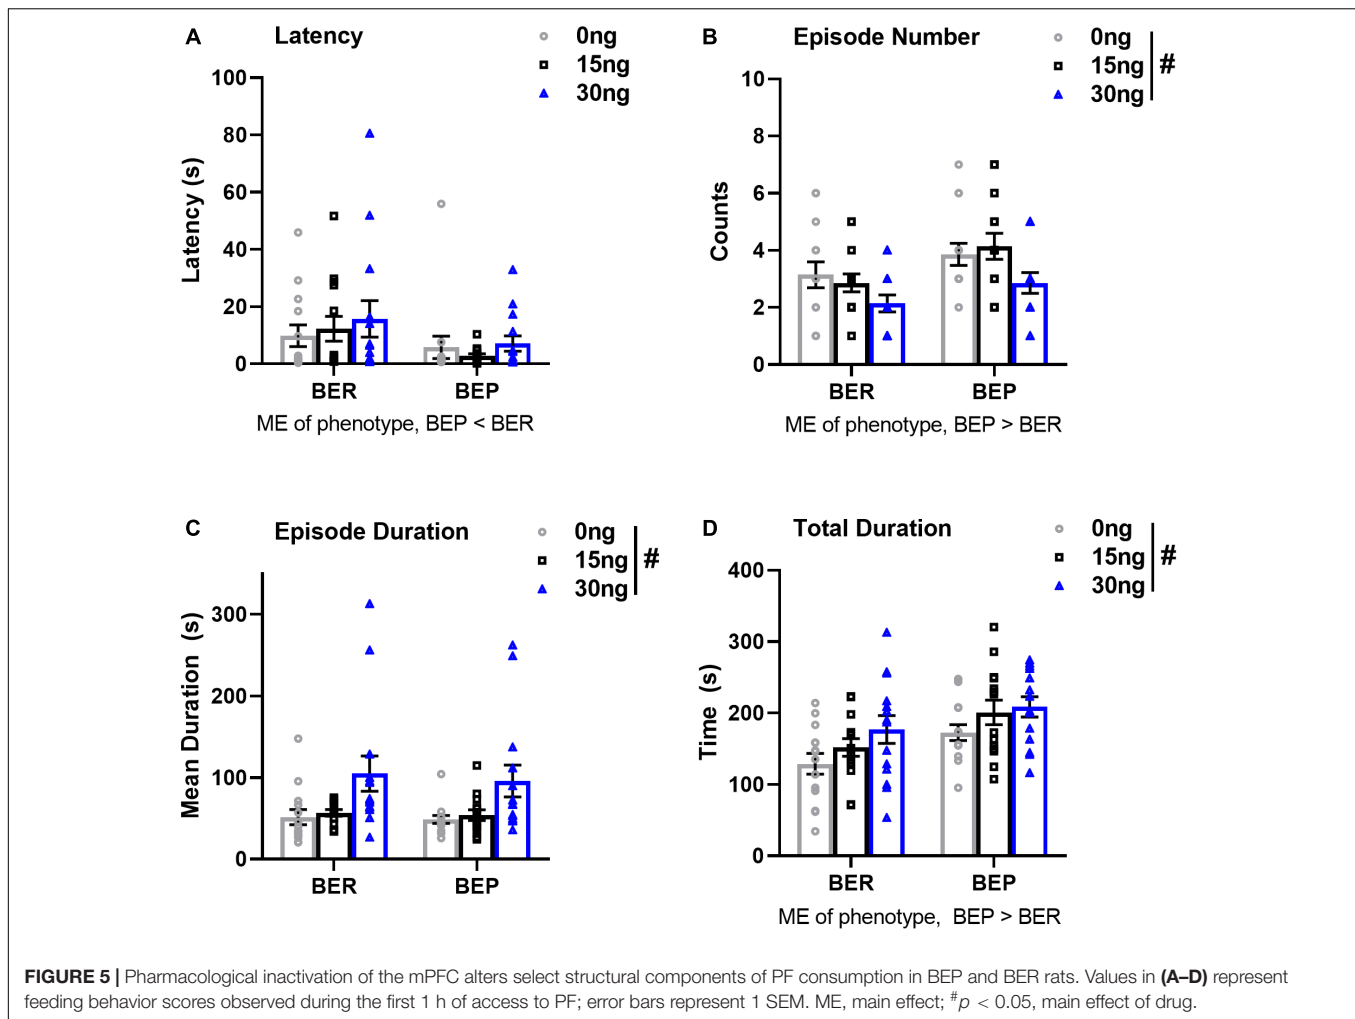 A Latency
0ng
15ng
30ng
100
80
60
40
20
0
Latency (s)
BER BEP
ME of phenotype, BEP < BER
B Episode Number
0ng
15ng
30ng
#
10
8
6
4
2
0
Counts
BER BEP
ME of phenotype, BEP > BER
C Episode Duration
0ng
15ng
30ng
#
300
200
100
0
Mean Duration (s)
BER BEP
D Total Duration
0ng
15ng
30ng
#
400
300
200
100
0
Time (s)
BER BEP
ME of phenotype, BEP > BER
FIGURE 5 | Pharmacological inactivation of the mPFC alters select structural components of PF consumption in BEP and BER rats. Values in (A–D) represent
feeding behavior scores observed during the first 1 h of access to PF; error bars represent 1 SEM. ME, main effect; #p < 0.05, main effect of drug.